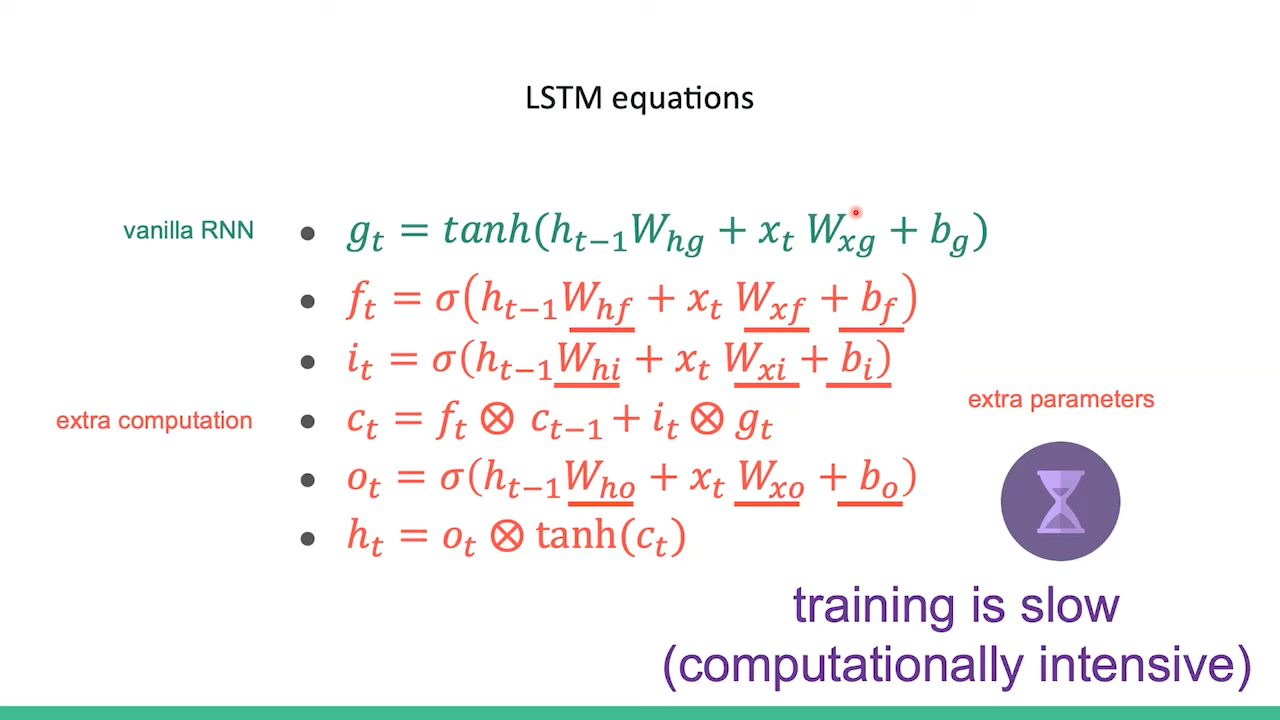 LSTM equations
vanilla RNN
• g_t = tanh(h_{t−1}W_{hg} + x_t W_{xg} + b_g)
• f_t = σ(h_{t−1}W_{hf} + x_t W_{xf} + b_f)
• i_t = σ(h_{t−1}W_{hi} + x_t W_{xi} + b_i)
extra parameters
extra computation
• c_t = f_t ⊗ c_{t−1} + i_t ⊗ g_t
• o_t = σ(h_{t−1}W_{ho} + x_t W_{xo} + b_o)
• h_t = o_t ⊗ tanh(c_t)
training is slow
(computationally intensive)